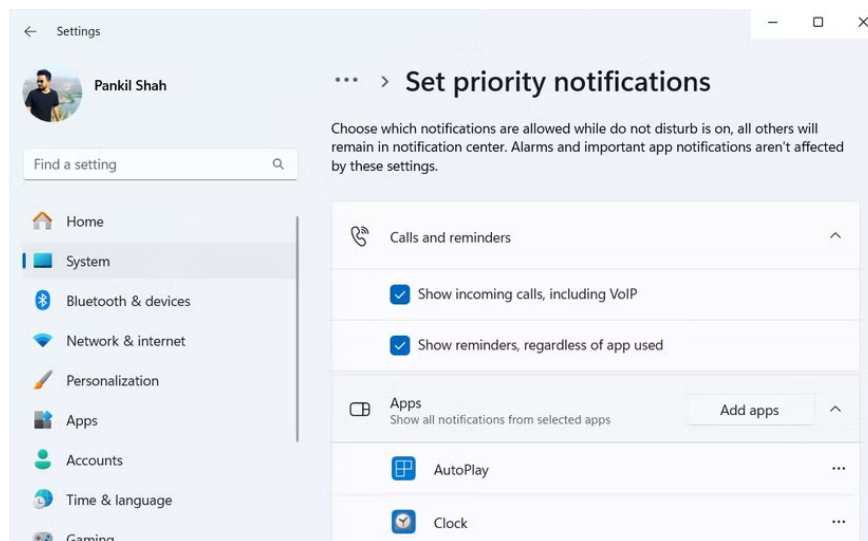 Settings
Pankil Shah
Find a setting
Home
System
Bluetooth & devices
Network & internet
Personalization
Apps
Accounts
Time & language
Gaming
... > Set priority notifications
Choose which notifications are allowed while do not disturb is on, all others will
remain in notification center. Alarms and important app notifications aren't affected
by these settings.
Calls and reminders
Show incoming calls, including VoIP
Show reminders, regardless of app used
Apps
Show all notifications from selected apps
Add apps
AutoPlay
Clock